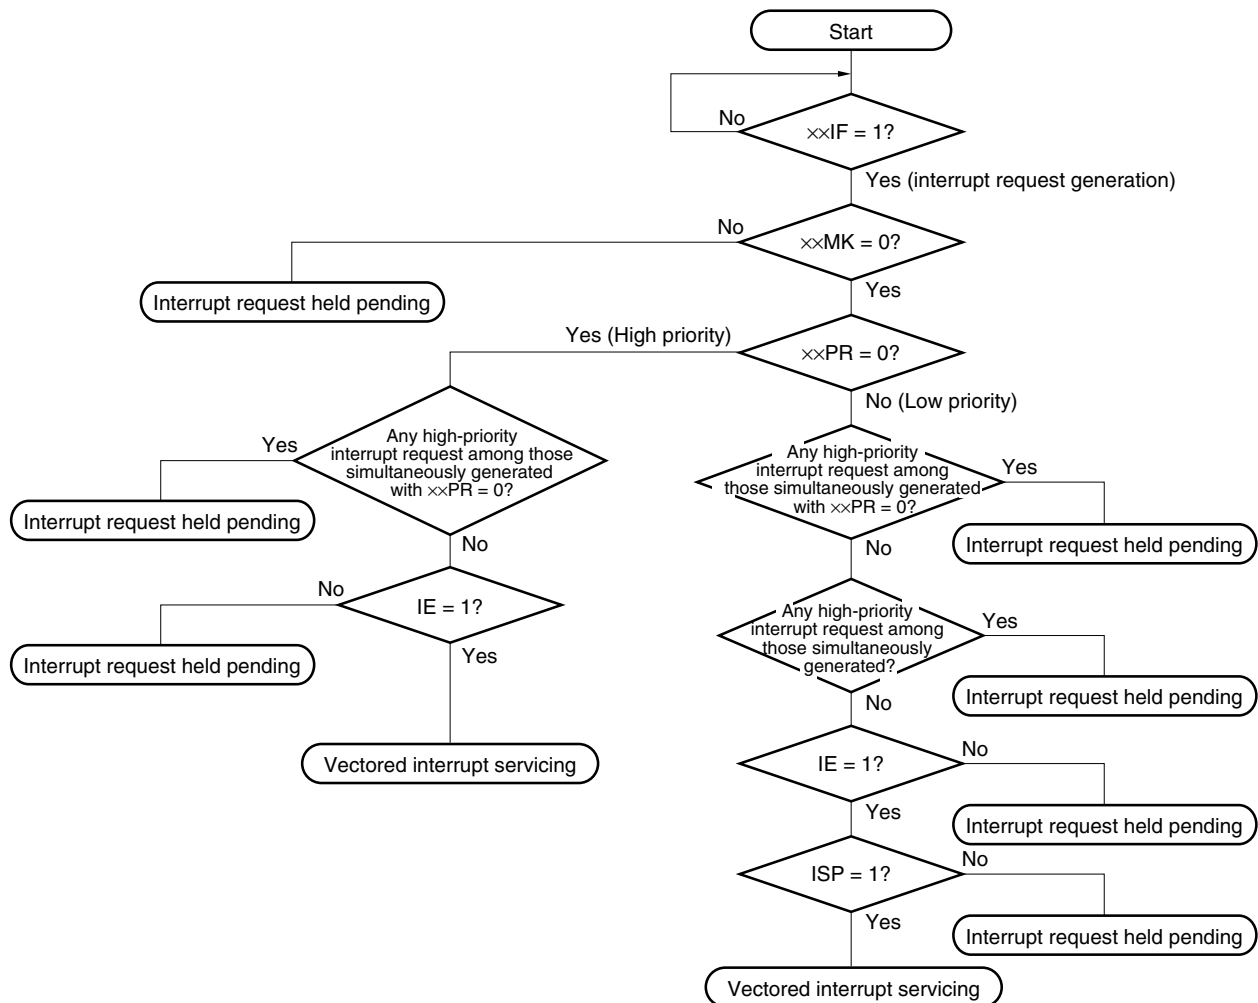 Start
No
××IF = 1?
Yes (interrupt request generation)
No
××MK = 0?
Interrupt request held pending
Yes
Yes (High priority)
××PR = 0?
No (Low priority)
Yes
Any high-priority
interrupt request among those
simultaneously generated
with ××PR = 0?
Any high-priority
interrupt request among
those simultaneously generated
with ××PR = 0?
Yes
Interrupt request held pending
Interrupt request held pending
No
No
No
IE = 1?
Any high-priority
interrupt request among
those simultaneously
generated?
Yes
Interrupt request held pending
Yes
Interrupt request held pending
No
Vectored interrupt servicing
IE = 1?
No
Yes
Interrupt request held pending
ISP = 1?
No
Yes
Interrupt request held pending
Vectored interrupt servicing